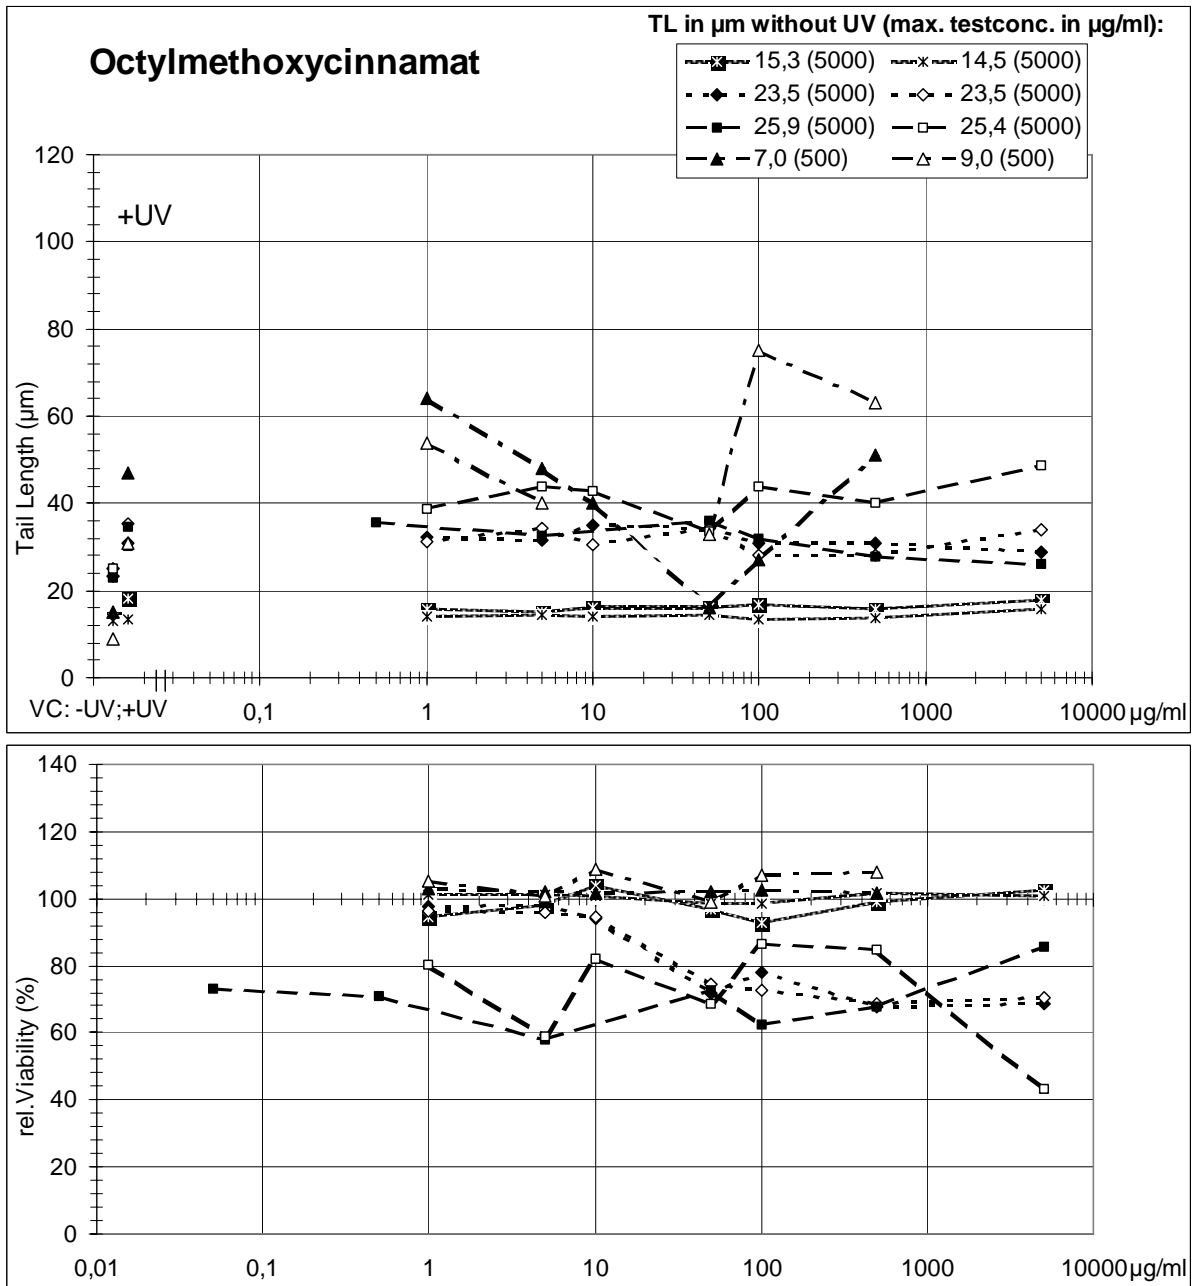 TL in µm without UV (max. testconc. in µg/ml):
Octylmethoxycinnamat
15,3 (5000) 14,5 (5000)
23,5 (5000) 23,5 (5000)
25,9 (5000) 25,4 (5000)
7,0 (500) 9,0 (500)
120
+UV
100
80
60
40
20
0
Tail Length (µm)
VC: -UV;+UV 0,1 1 10 100 1000 10000 µg/ml
140
120
100
80
60
40
20
0
rel.Viability (%)
0,01 0,1 1 10 100 1000 10000 µg/ml